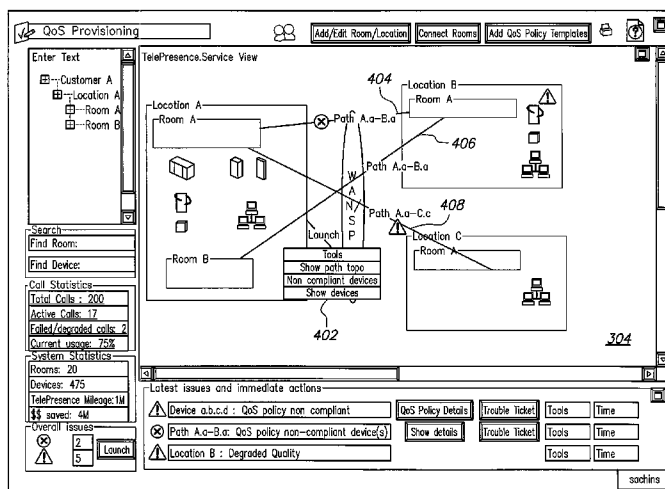 QoS Provisioning
Add/Edit Room/Location
Connect Rooms
Add QoS Policy Templates
Enter Text
Customer A
Location A
Room A
Room B
Search
Find Room:
Find Device:
Call Statistics
Total Calls : 200
Active Calls: 17
Failed/degraded calls: 2
Current usage: 75%
System Statistics
Rooms: 20
Devices: 475
TelePresence Mileage:1M
$$ saved: 4M
Overall issues
2
5
Launch
TelePresence.Service View
Location A
Room A
Room B
404
Path A.a-B.a
Location B
Room A
406
Path A.a-B.a
W
A
N
S
P
Path A.a-C.c
408
Location C
Room A
Launch
Tools
Show path topo
Non compliant devices
Show devices
402
304
Latest issues and immediate actions
Device a.b.c.d : QoS policy non compliant
QoS Policy Details
Trouble Ticket
Tools
Time
Path A.a-B.a: QoS policy non-compliant device(s)
Show details
Trouble Ticket
Tools
Time
Location B : Degraded Quality
Tools
Time
sachins